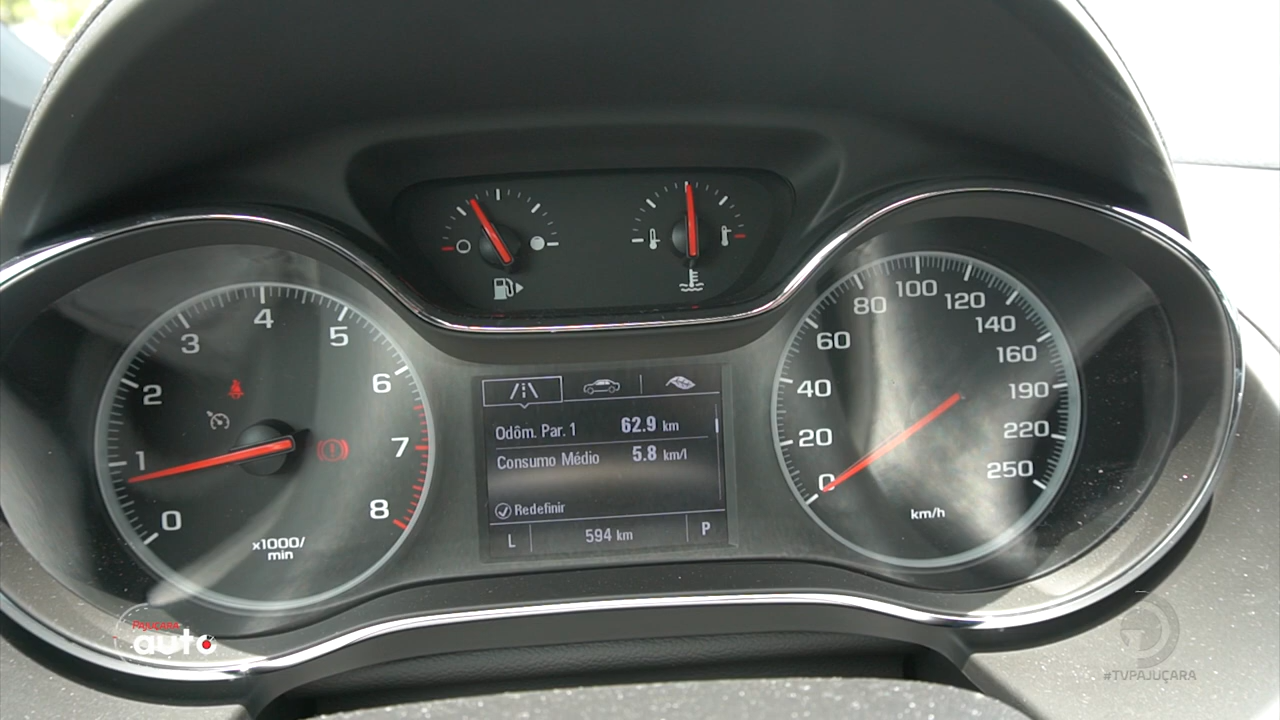 0
1
2
3
4
5
6
7
8
x1000/
min
Odôm. Par. 1 62.9 km
Consumo Médio 5.8 km/l
Redefinir
L 594 km P
0
20
40
60
80
100
120
140
160
190
220
250
km/h
PAJUÇARA
auto
#TVPAJUÇARA